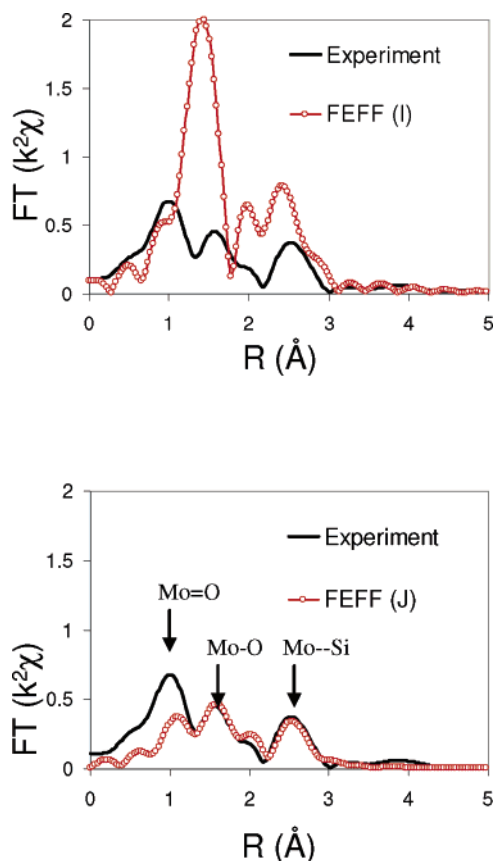 2
Experiment
1.5
FEFF (I)
FT (k²χ)
1
0.5
0
0 1 2 3 4 5
R (Å)
2
Experiment
1.5
FEFF (J)
FT (k²χ)
1
Mo=O
Mo-O
Mo--Si
0.5
0
0 1 2 3 4 5
R (Å)